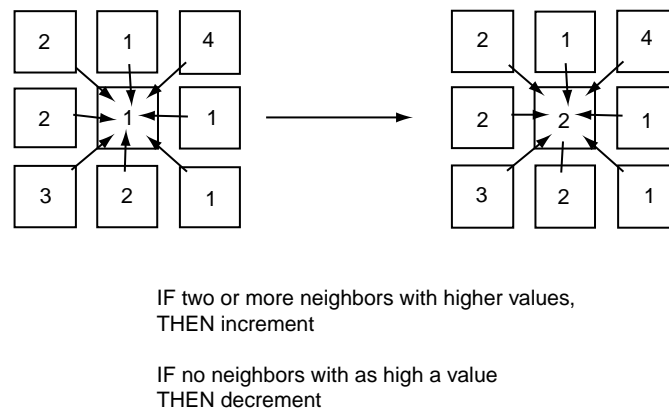 2 1 4 2 1 4
2 1 1 2 2 1
3 2 1 3 2 1
IF two or more neighbors with higher values,
THEN increment
IF no neighbors with as high a value
THEN decrement